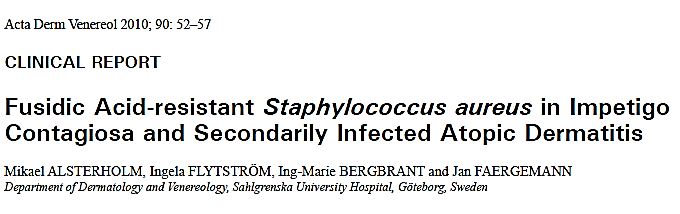 Acta Derm Venereol 2010; 90: 52–57
CLINICAL REPORT
Fusidic Acid-resistant Staphylococcus aureus in Impetigo
Contagiosa and Secondarily Infected Atopic Dermatitis
Mikael ALSTERHOLM, Ingela FLYTSTRÖM, Ing-Marie BERGBRANT and Jan FAERGEMANN
Department of Dermatology and Venereology, Sahlgrenska University Hospital, Göteborg, Sweden